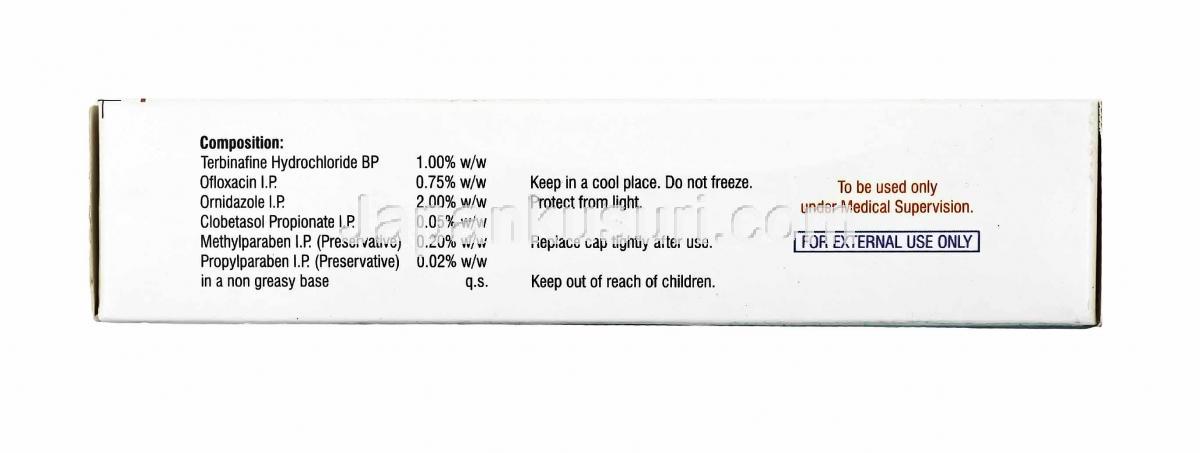 Composition:
Terbinafine Hydrochloride BP 1.00% w/w
Ofloxacin I.P. 0.75% w/w
Ornidazole I.P. 2.00% w/w
Clobetasol Propionate I.P. 0.05% w/w
Methylparaben I.P. (Preservative) 0.20% w/w
Propylparaben I.P. (Preservative) 0.02% w/w
in a non greasy base q.s.
Keep in a cool place. Do not freeze.
Protect from light.
Replace cap tightly after use.
Keep out of reach of children.
To be used only
under Medical Supervision.
FOR EXTERNAL USE ONLY
Japankusuri.com